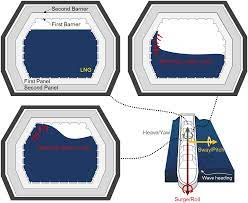 Second Barrier
First Barrier
LNG
First Panel
Second Panel
Heave/Yaw
Sway/Pitch
Wave heading
Surge/Roll